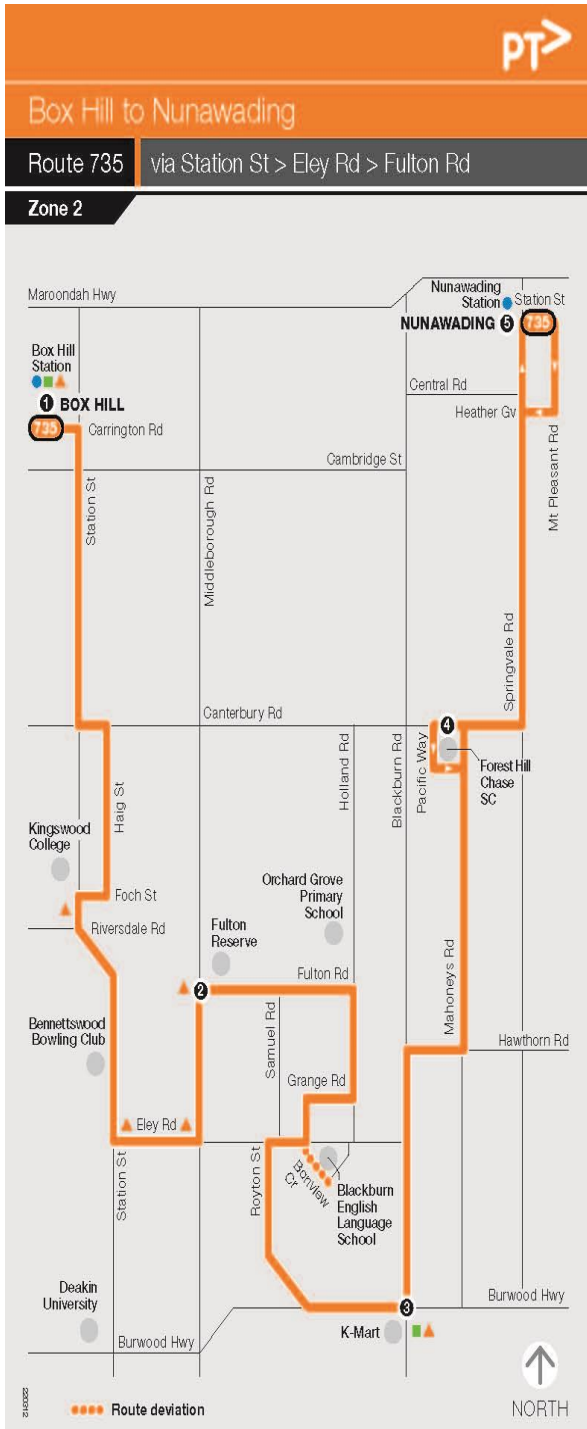 PT>
Box Hill to Nunawading
Route 735
via Station St > Eley Rd > Fulton Rd
Zone 2
Maroondah Hwy
Nunawading
Station
Station St
NUNAWADING 5
735
Box Hill
Station
1 BOX HILL
735
Carrington Rd
Central Rd
Heather Gv
Cambridge St
Station St
Middleborough Rd
Mt Pleasant Rd
Springvale Rd
Canterbury Rd
4
Haig St
Holland Rd
Blackburn Rd
Pacific Way
Forest Hill
Chase
SC
Kingswood
College
Foch St
Riversdale Rd
Orchard Grove
Primary
School
Fulton
Reserve
Fulton Rd
2
Mahoneys Rd
Samuel Rd
Bennettswood
Bowling Club
Hawthorn Rd
Grange Rd
Eley Rd
Station St
Royton St
Bonview
Cr
Blackburn
English
Language
School
Deakin
University
Burwood Hwy
3
K-Mart
Burwood Hwy
Route deviation
NORTH